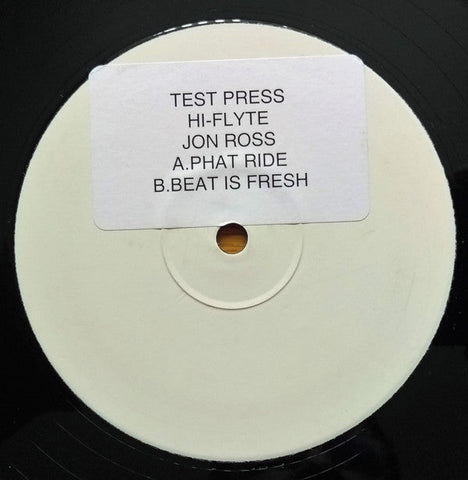 TEST PRESS
HI-FLYTE
JON ROSS
A.PHAT RIDE
B.BEAT IS FRESH